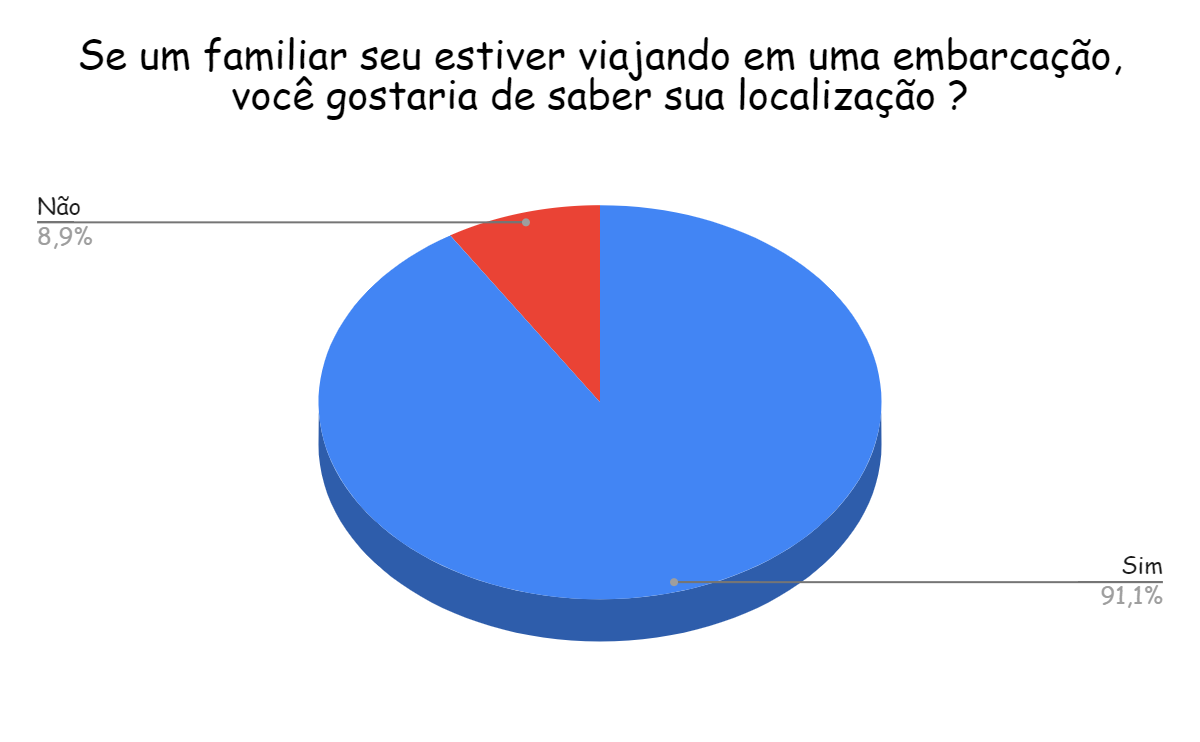 Se um familiar seu estiver viajando em uma embarcação,
você gostaria de saber sua localização ?
Não
8,9%
Sim
91,1%